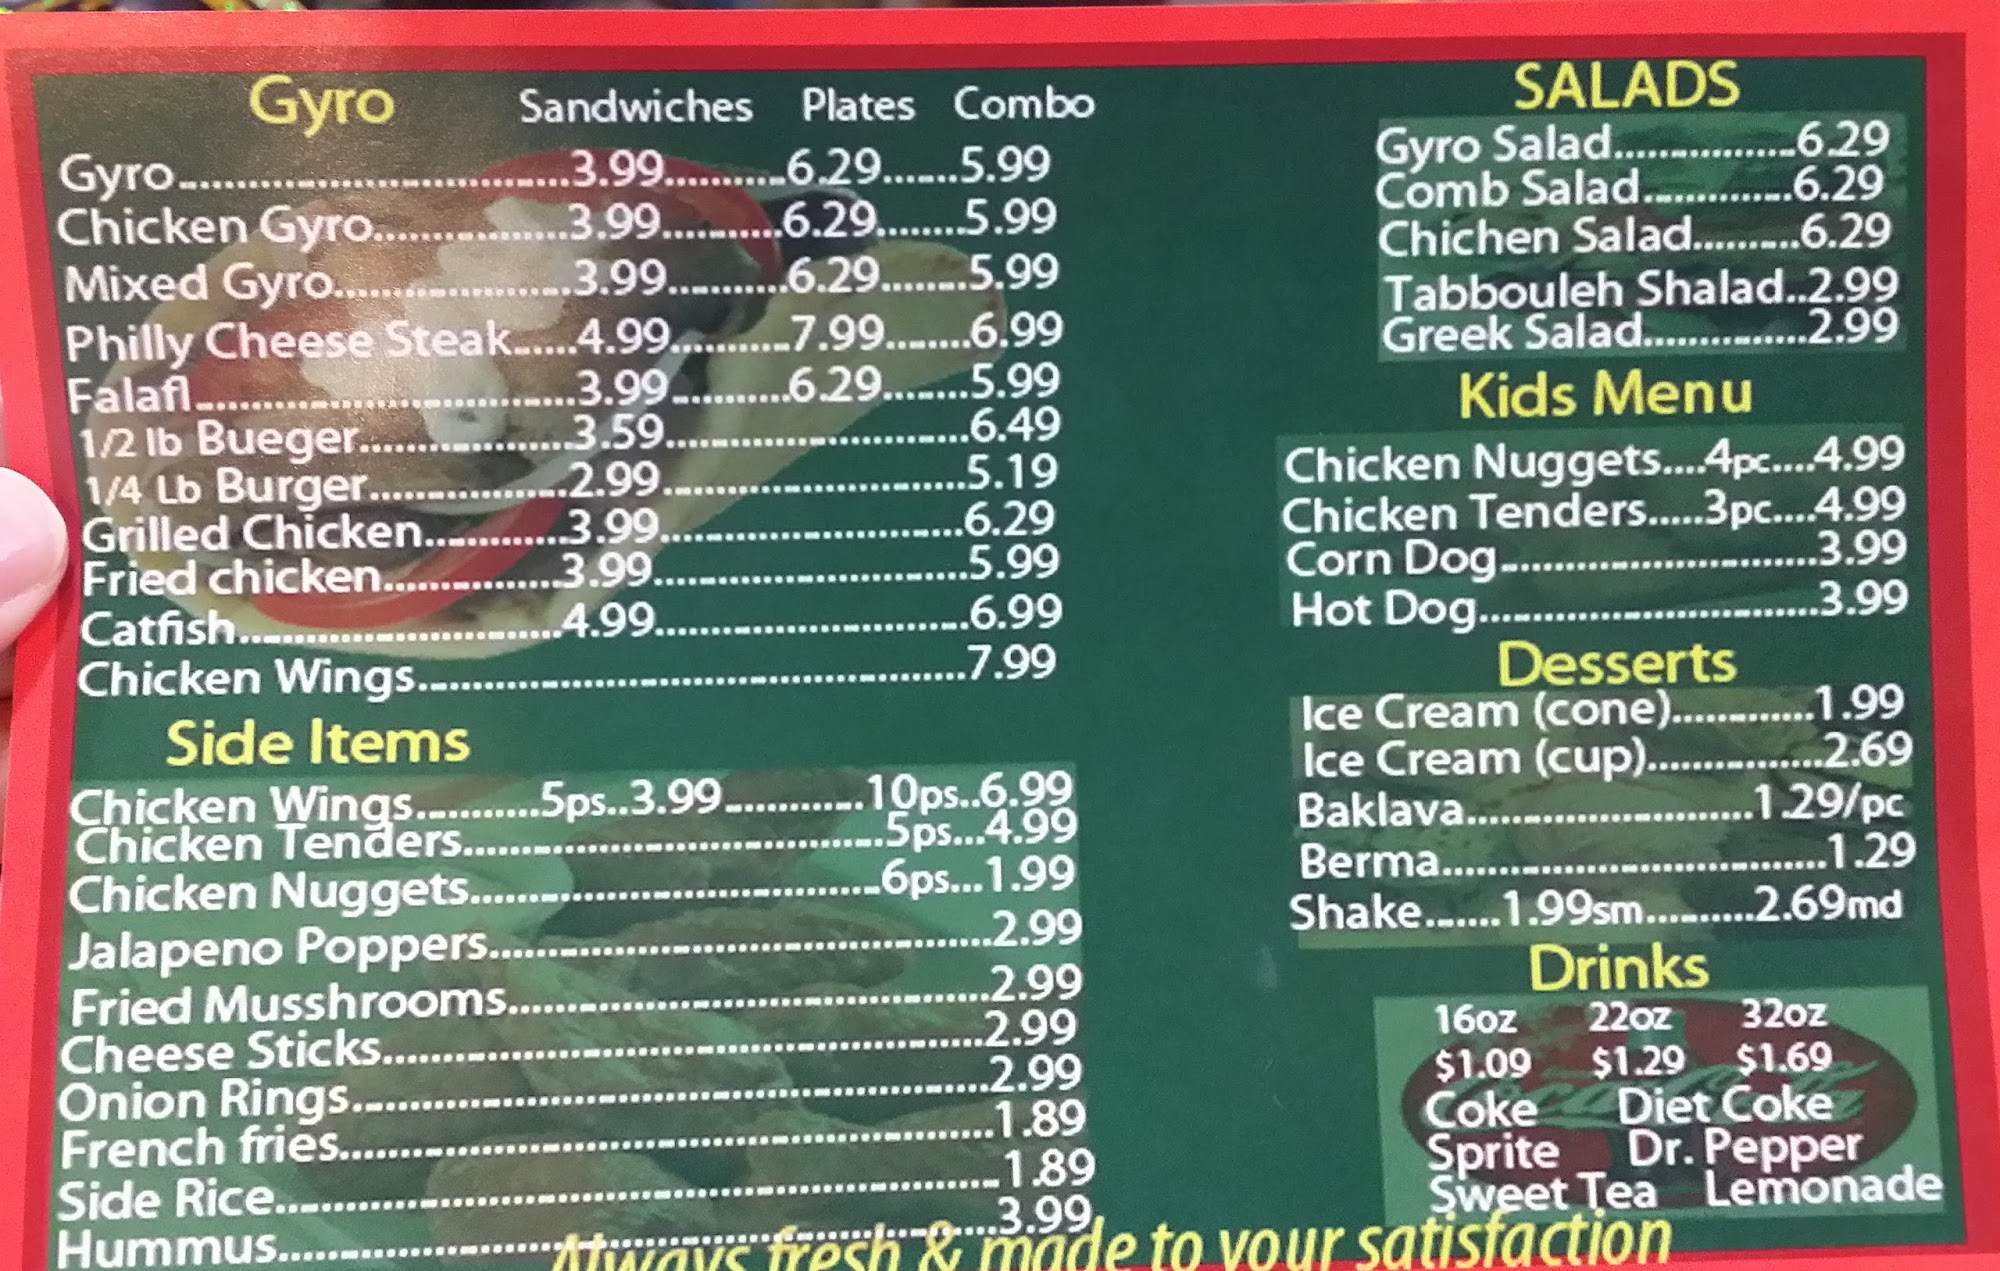 Gyro Sandwiches Plates Combo
Gyro 3.99 6.29 5.99
Chicken Gyro 3.99 6.29 5.99
Mixed Gyro 3.99 6.29 5.99
Philly Cheese Steak 4.99 7.99 6.99
Falafl 3.99 6.29 5.99
1/2 lb Bueger 3.59 6.49
1/4 Lb Burger 2.99 5.19
Grilled Chicken 3.99 6.29
Fried chicken 3.99 5.99
Catfish 4.99 6.99
Chicken Wings 7.99
Side Items
Chicken Wings 5ps..3.99 10ps..6.99
Chicken Tenders 5ps...4.99
Chicken Nuggets 6ps...1.99
Jalapeno Poppers 2.99
Fried Musshrooms 2.99
Cheese Sticks 2.99
Onion Rings 2.99
French fries 1.89
Side Rice 1.89
Hummus 3.99
SALADS
Gyro Salad 6.29
Comb Salad 6.29
Chichen Salad 6.29
Tabbouleh Shalad..2.99
Greek Salad 2.99
Kids Menu
Chicken Nuggets....4pc....4.99
Chicken Tenders.....3pc....4.99
Corn Dog 3.99
Hot Dog 3.99
Desserts
Ice Cream (cone) 1.99
Ice Cream (cup) 2.69
Baklava 1.29/pc
Berma 1.29
Shake 1.99sm 2.69md
Drinks
16oz 22oz 32oz
$1.09 $1.29 $1.69
Coke Diet Coke
Sprite Dr. Pepper
Sweet Tea Lemonade
Always fresh & made to your satisfaction